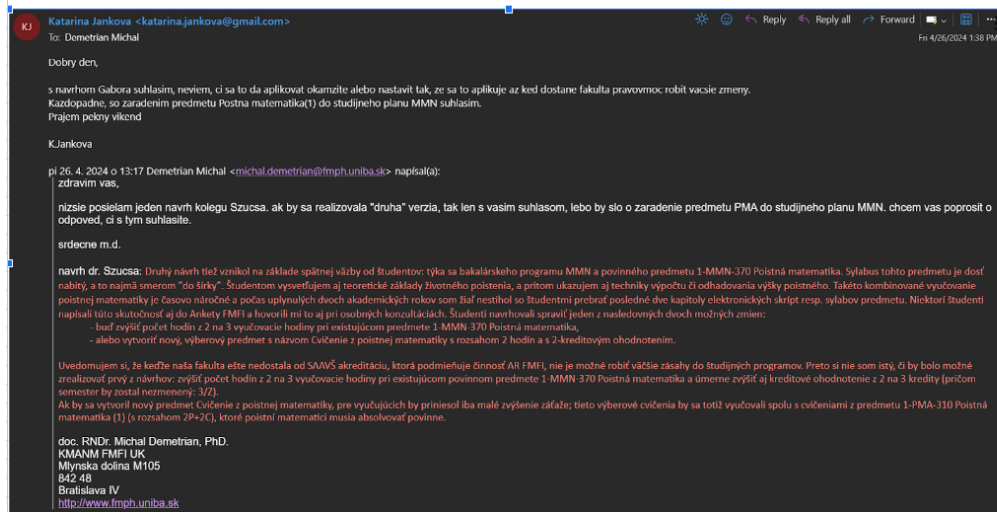 KJ
Katarina Jankova <katarina.jankova@gmail.com>
To: Demetrian Michal
Reply
Reply all
Forward
Fri 4/26/2024 1:38 PM
Dobry den,
s navrhom Gabora suhlasim, neviem, ci sa to da aplikovat okamzite alebo nastavit tak, ze sa to aplikuje az ked dostane fakulta pravovmoc robit vacsie zmeny.
Kazdopadne, so zaradenim predmetu Postna matematika(1) do studijneho planu MMN suhlasim.
Prajem pekny vikend
K.Jankova
pi 26. 4. 2024 o 13:17 Demetrian Michal <michal.demetrian@fmph.uniba.sk> napísal(a):
zdravim vas,
nizsie posielam jeden navrh kolegu Szucsa. ak by sa realizovala "druha" verzia, tak len s vasim suhlasom, lebo by slo o zaradenie predmetu PMA do studijneho planu MMN. chcem vas poprosit o
odpoved, ci s tym suhlasite.
srdecne m.d.
navrh dr. Szucsa: Druhý návrh tiež vznikol na základe spätnej väzby od študentov: týka sa bakalárskeho programu MMN a povinného predmetu 1-MMN-370 Poistná matematika. Sylabus tohto predmetu je dosť
nabitý, a to najmä smerom "do šírky". Študentom vysvetľujem aj teoretické základy životného poistenia, a pritom ukazujem aj techniky výpočtu či odhadovania výšky poistného. Takéto kombinované vyučovanie
poistnej matematiky je časovo náročné a počas uplynulých dvoch akademických rokov som žiaľ nestihol so študentmi prebrať posledné dve kapitoly elektronických skrípt resp. sylabov predmetu. Niektorí študenti
napísali túto skutočnosť aj do Ankety FMFI a hovorili mi to aj pri osobných konzultáciách. Študenti navrhovali spraviť jeden z nasledovných dvoch možných zmien:
- buď zvýšiť počet hodín z 2 na 3 vyučovacie hodiny pri existujúcom predmete 1-MMN-370 Poistná matematika,
- alebo vytvoriť nový, výberový predmet s názvom Cvičenie z poistnej matematiky s rozsahom 2 hodín a s 2-kreditovým ohodnotením.
Uvedomujem si, že keďže naša fakulta ešte nedostala od SAAVŠ akreditáciu, ktorá podmieňuje činnosť AR FMFI, nie je možné robiť väčšie zásahy do študijných programov. Preto si nie som istý, či by bolo možné
zrealizovať prvý z návrhov: zvýšiť počet hodín z 2 na 3 vyučovacie hodiny pri existujúcom povinnom predmete 1-MMN-370 Poistná matematika a úmerne zvýšiť aj kreditové ohodnotenie z 2 na 3 kredity (pričom
semester by zostal nezmenený: 3/Z).
Ak by sa vytvoril nový predmet Cvičenie z poistnej matematiky, pre vyučujúcich by priniesol iba malé zvýšenie záťaže; tieto výberové cvičenia by sa totiž vyučovali spolu s cvičeniami z predmetu 1-PMA-310 Poistná
matematika (1) (s rozsahom 2P+2C), ktoré poistní matematici musia absolvovať povinne.
doc. RNDr. Michal Demetrian, PhD.
KMANM FMFI UK
Mlynska dolina M105
842 48
Bratislava IV
http://www.fmph.uniba.sk